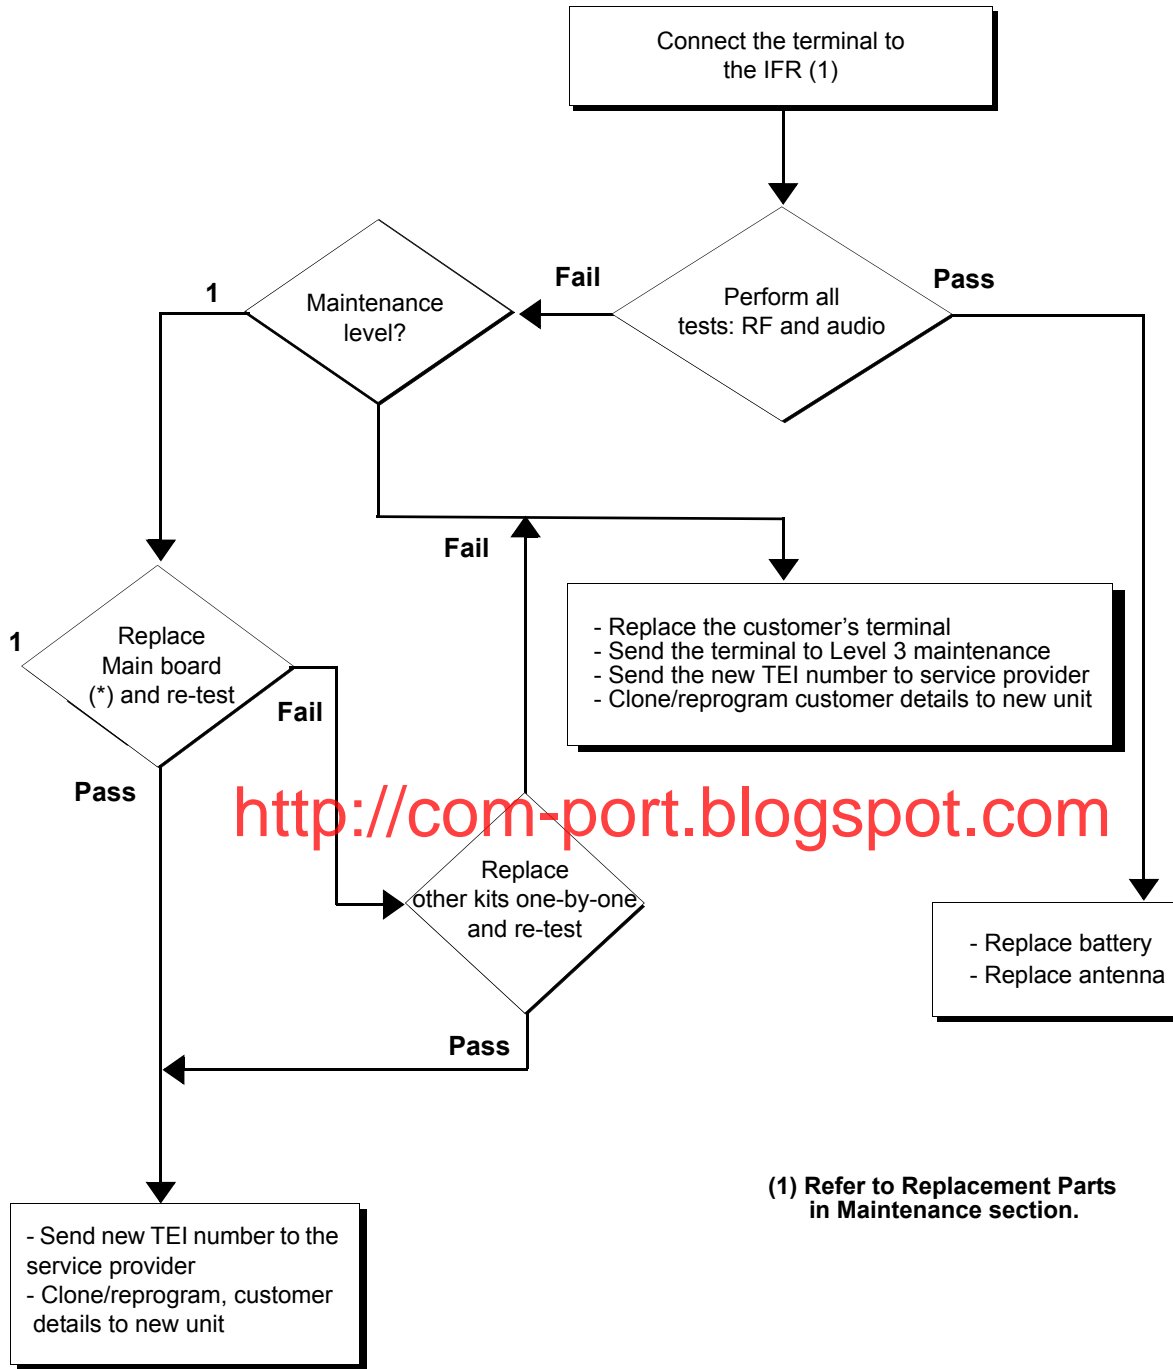 Connect the terminal to
the IFR (1)
Fail
Pass
1
Maintenance
level?
Perform all
tests: RF and audio
Fail
1
Replace
Main board
(*) and re-test
- Replace the customer’s terminal
- Send the terminal to Level 3 maintenance
- Send the new TEI number to service provider
- Clone/reprogram customer details to new unit
Fail
Pass
http://com-port.blogspot.com
Replace
other kits one-by-one
and re-test
- Replace battery
- Replace antenna
Pass
(1) Refer to Replacement Parts
in Maintenance section.
- Send new TEI number to the
service provider
- Clone/reprogram, customer
details to new unit